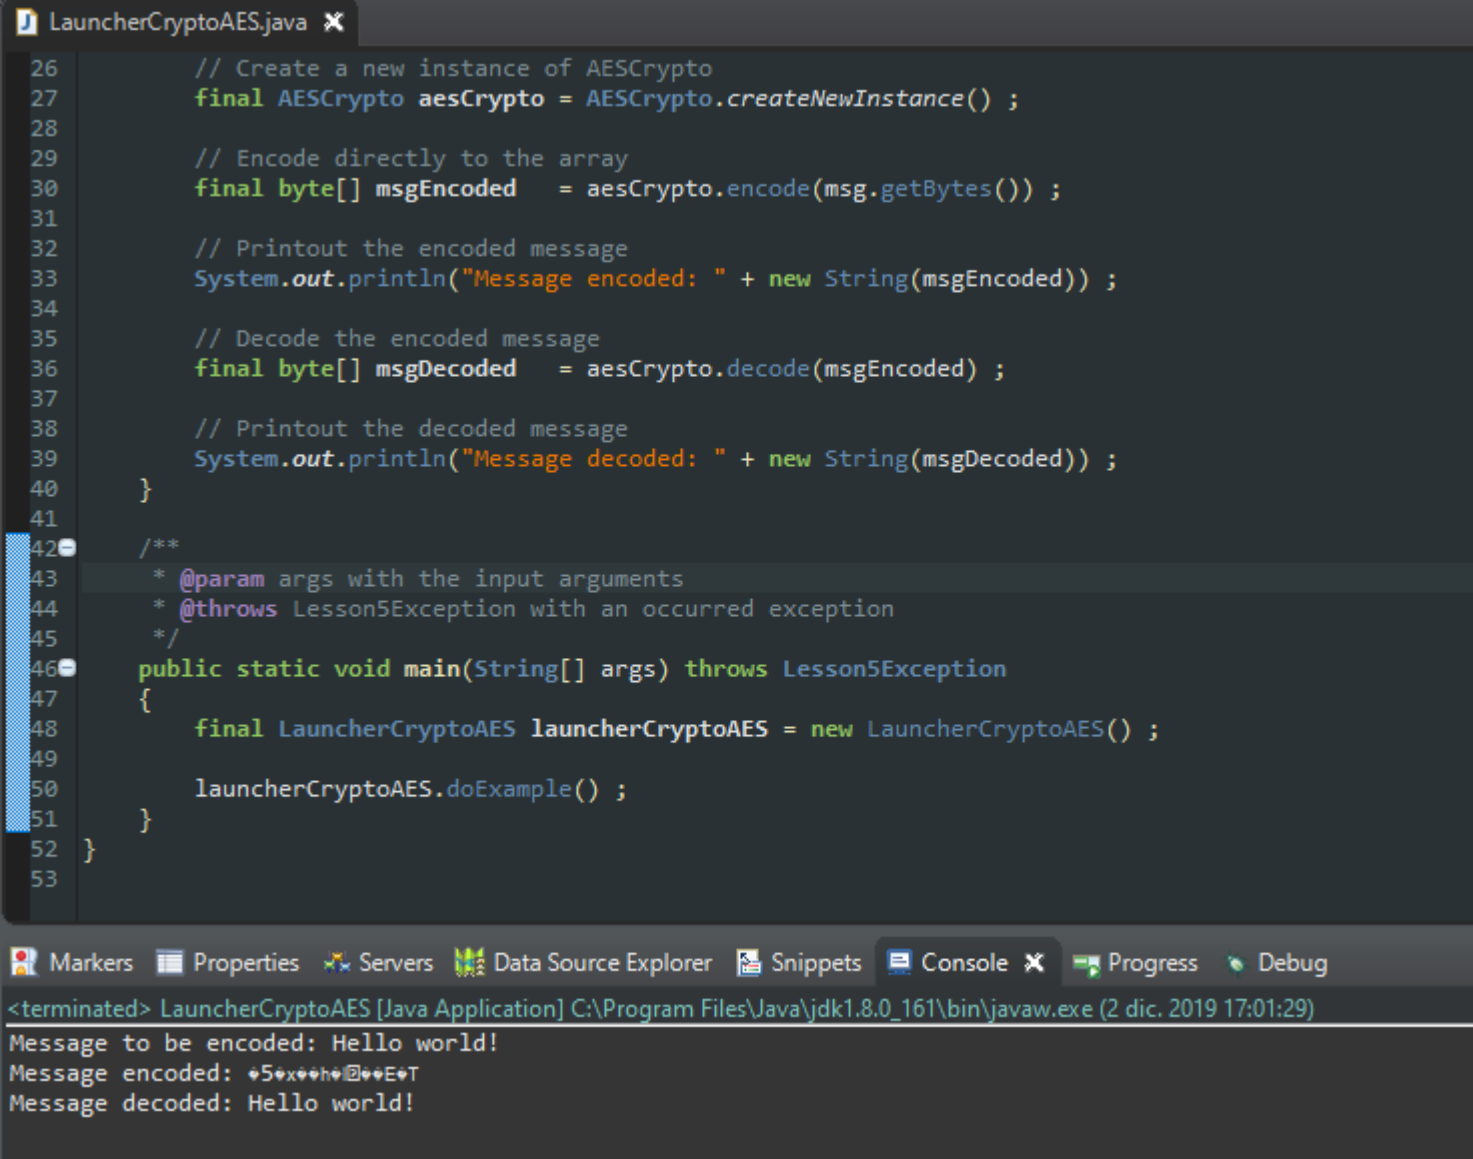 LauncherCryptoAES.java
26 // Create a new instance of AESCrypto
27 final AESCrypto aesCrypto = AESCrypto.createNewInstance() ;
28
29 // Encode directly to the array
30 final byte[] msgEncoded = aesCrypto.encode(msg.getBytes()) ;
31
32 // Printout the encoded message
33 System.out.println("Message encoded: " + new String(msgEncoded)) ;
34
35 // Decode the encoded message
36 final byte[] msgDecoded = aesCrypto.decode(msgEncoded) ;
37
38 // Printout the decoded message
39 System.out.println("Message decoded: " + new String(msgDecoded)) ;
40 }
41
42 /**
43 * @param args with the input arguments
44 * @throws Lesson5Exception with an occurred exception
45 */
46 public static void main(String[] args) throws Lesson5Exception
47 {
48 final LauncherCryptoAES launcherCryptoAES = new LauncherCryptoAES() ;
49
50 launcherCryptoAES.doExample() ;
51 }
52 }
53
Markers Properties Servers Data Source Explorer Snippets Console Progress Debug
<terminated> LauncherCryptoAES [Java Application] C:\Program Files\Java\jdk1.8.0_161\bin\javaw.exe (2 dic. 2019 17:01:29)
Message to be encoded: Hello world!
Message encoded: �5�x��h���E�T
Message decoded: Hello world!